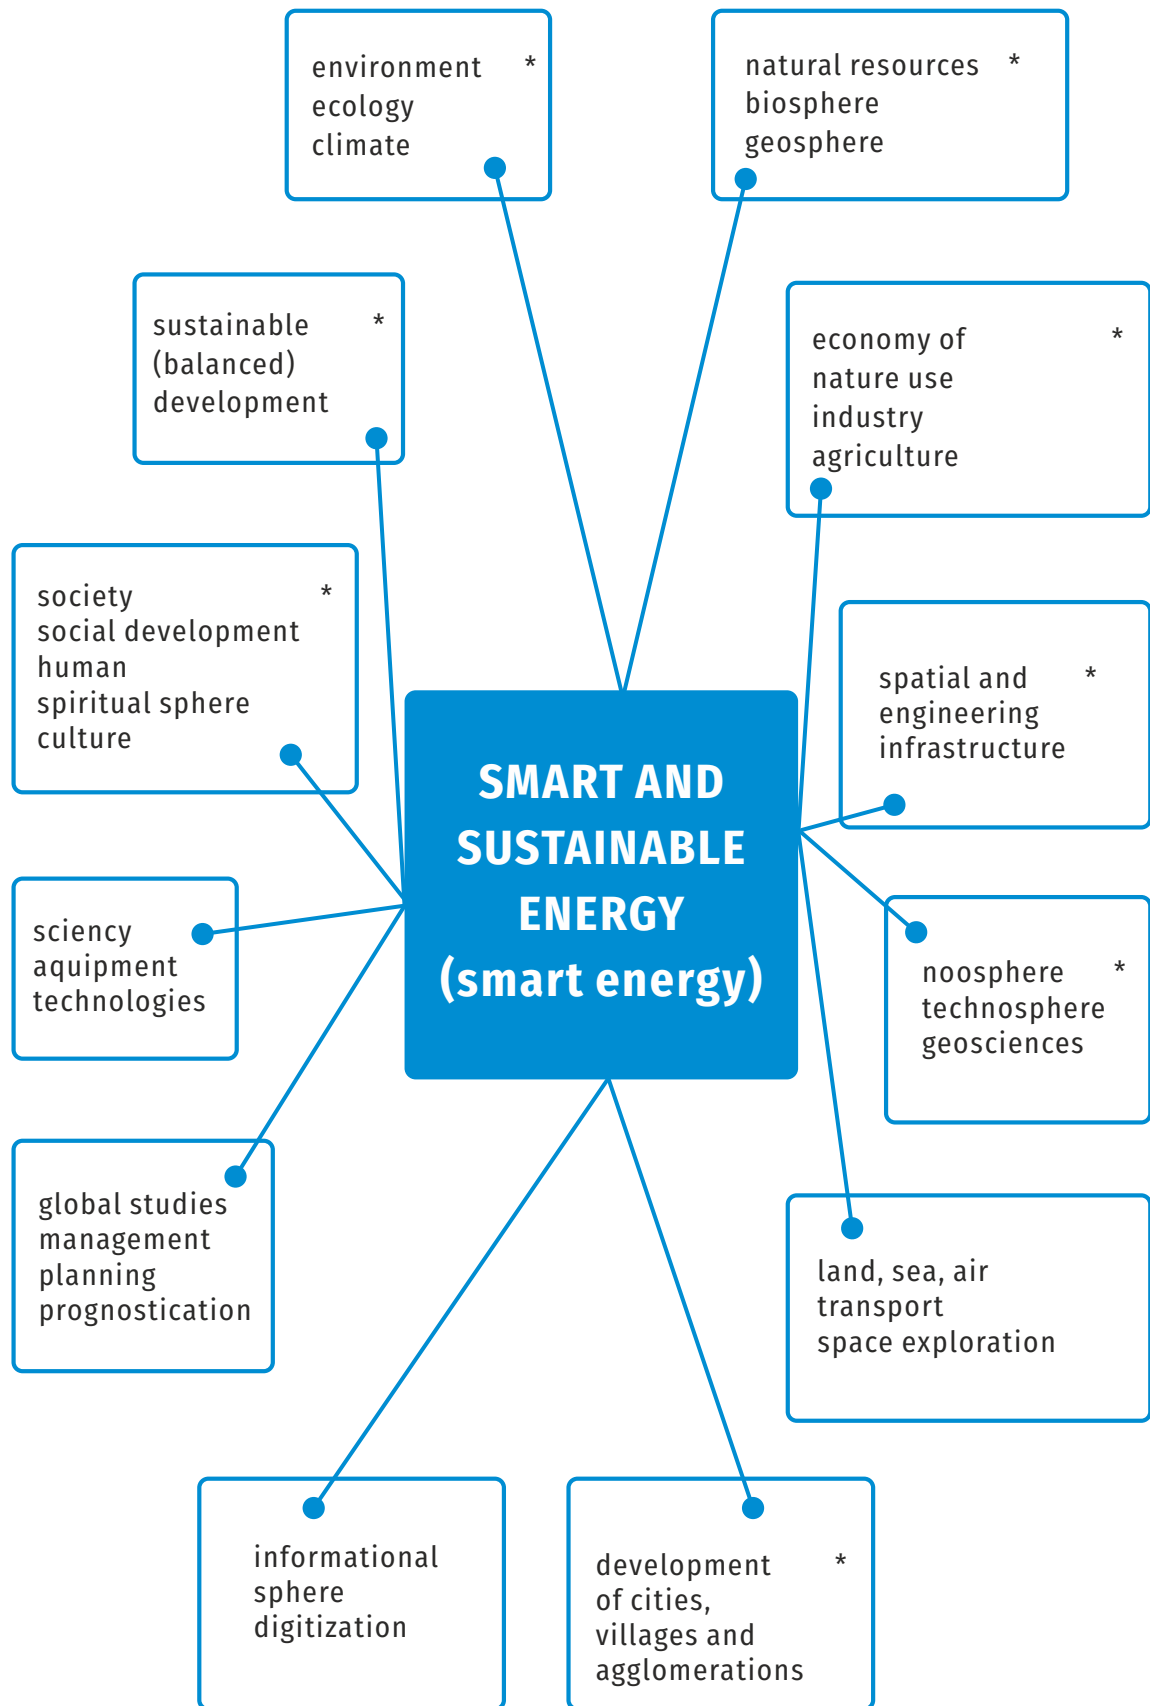 environment *
ecology
climate
natural resources *
biosphere
geosphere
sustainable *
(balanced)
development
economy of *
nature use
industry
agriculture
society *
social development
human
spiritual sphere
culture
spatial and *
engineering
infrastructure
SMART AND
SUSTAINABLE
ENERGY
(smart energy)
sciency
aquipment
technologies
noosphere *
technosphere
geosciences
global studies
management
planning
prognostication
land, sea, air
transport
space exploration
informational
sphere
digitization
development *
of cities,
villages and
agglomerations